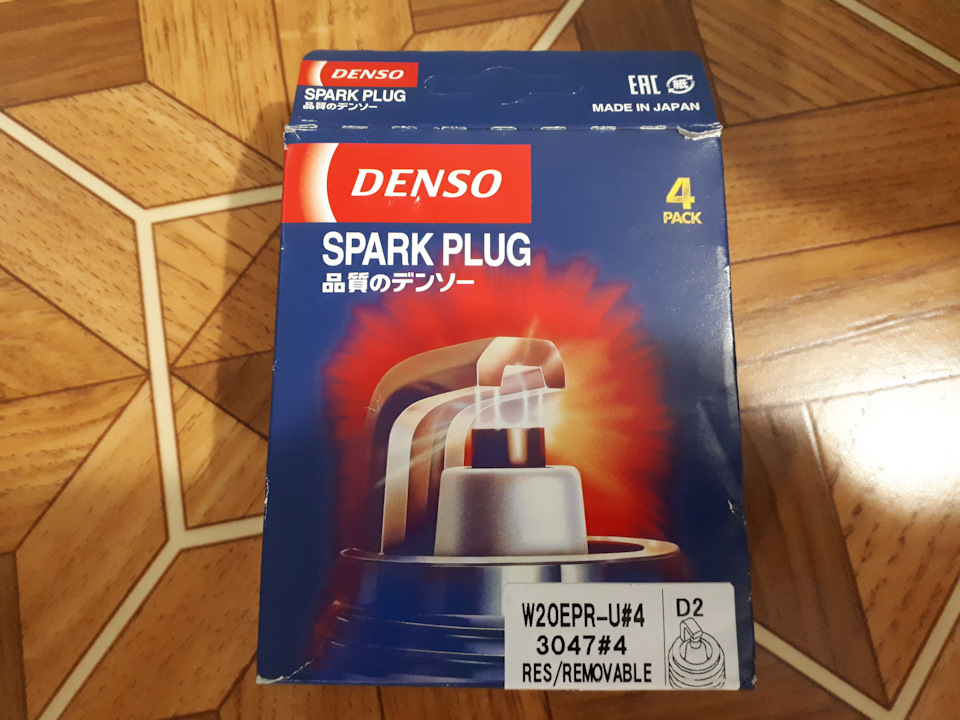 DENSO
SPARK PLUG
品質のデンソー
EAC 紙
MADE IN JAPAN
DENSO
4
PACK
SPARK PLUG
品質のデンソー
W20EPR-U#4
3047#4
RES/REMOVABLE
D2